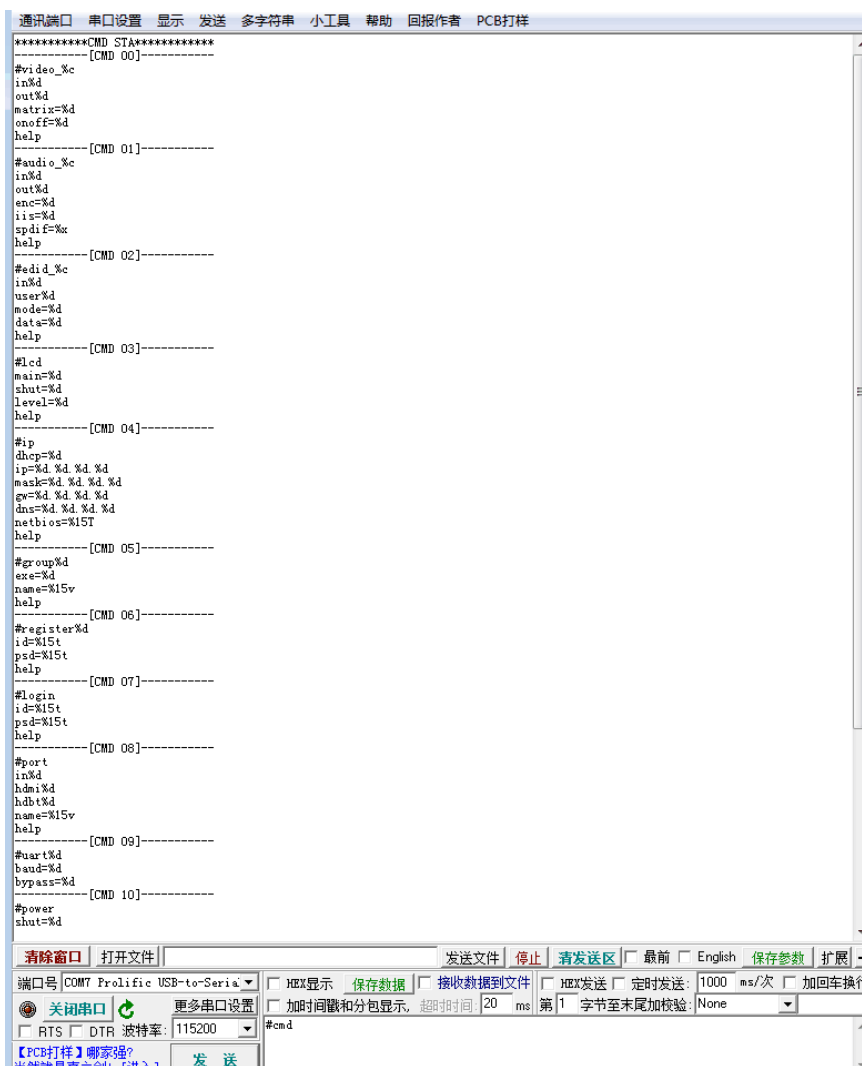 通讯端口 串口设置 显示 发送 多字符串 小工具 帮助 回报作者 PCB打样
***********CMD STA************
-----------[CMD 00]-----------
#video_%c
in%d
out%d
matrix=%d
onoff=%d
help
-----------[CMD 01]-----------
#audio_%c
in%d
out%d
enc=%d
iis=%d
spdif=%x
help
-----------[CMD 02]-----------
#edid_%c
in%d
user%d
mode=%d
data=%d
help
-----------[CMD 03]-----------
#lcd
main=%d
shut=%d
level=%d
help
-----------[CMD 04]-----------
#ip
dhcp=%d
ip=%d.%d.%d.%d
mask=%d.%d.%d.%d
gw=%d.%d.%d.%d
dns=%d.%d.%d.%d
netbios=%15T
help
-----------[CMD 05]-----------
#group%d
exe=%d
name=%15v
help
-----------[CMD 06]-----------
#register%d
id=%15t
psd=%15t
help
-----------[CMD 07]-----------
#login
id=%15t
psd=%15t
help
-----------[CMD 08]-----------
#port
in%d
hdmi%d
hdbt%d
name=%15v
help
-----------[CMD 09]-----------
#uart%d
baud=%d
bypass=%d
-----------[CMD 10]-----------
#power
shut=%d
清除窗口 打开文件 发送文件 停止 清发送区 最前 English 保存参数 扩展 -
端口号 COM7 Prolific USB-to-Seria HEX显示 保存数据 接收数据到文件 HEX发送 定时发送: 1000 ms/次 加回车换行
关闭串口 更多串口设置 加时间戳和分包显示, 超时时间: 20 ms 第 1 字节至末尾加校验: None
RTS DTR 波特率: 115200 #cmd
【PCB打样】哪家强?
发 送